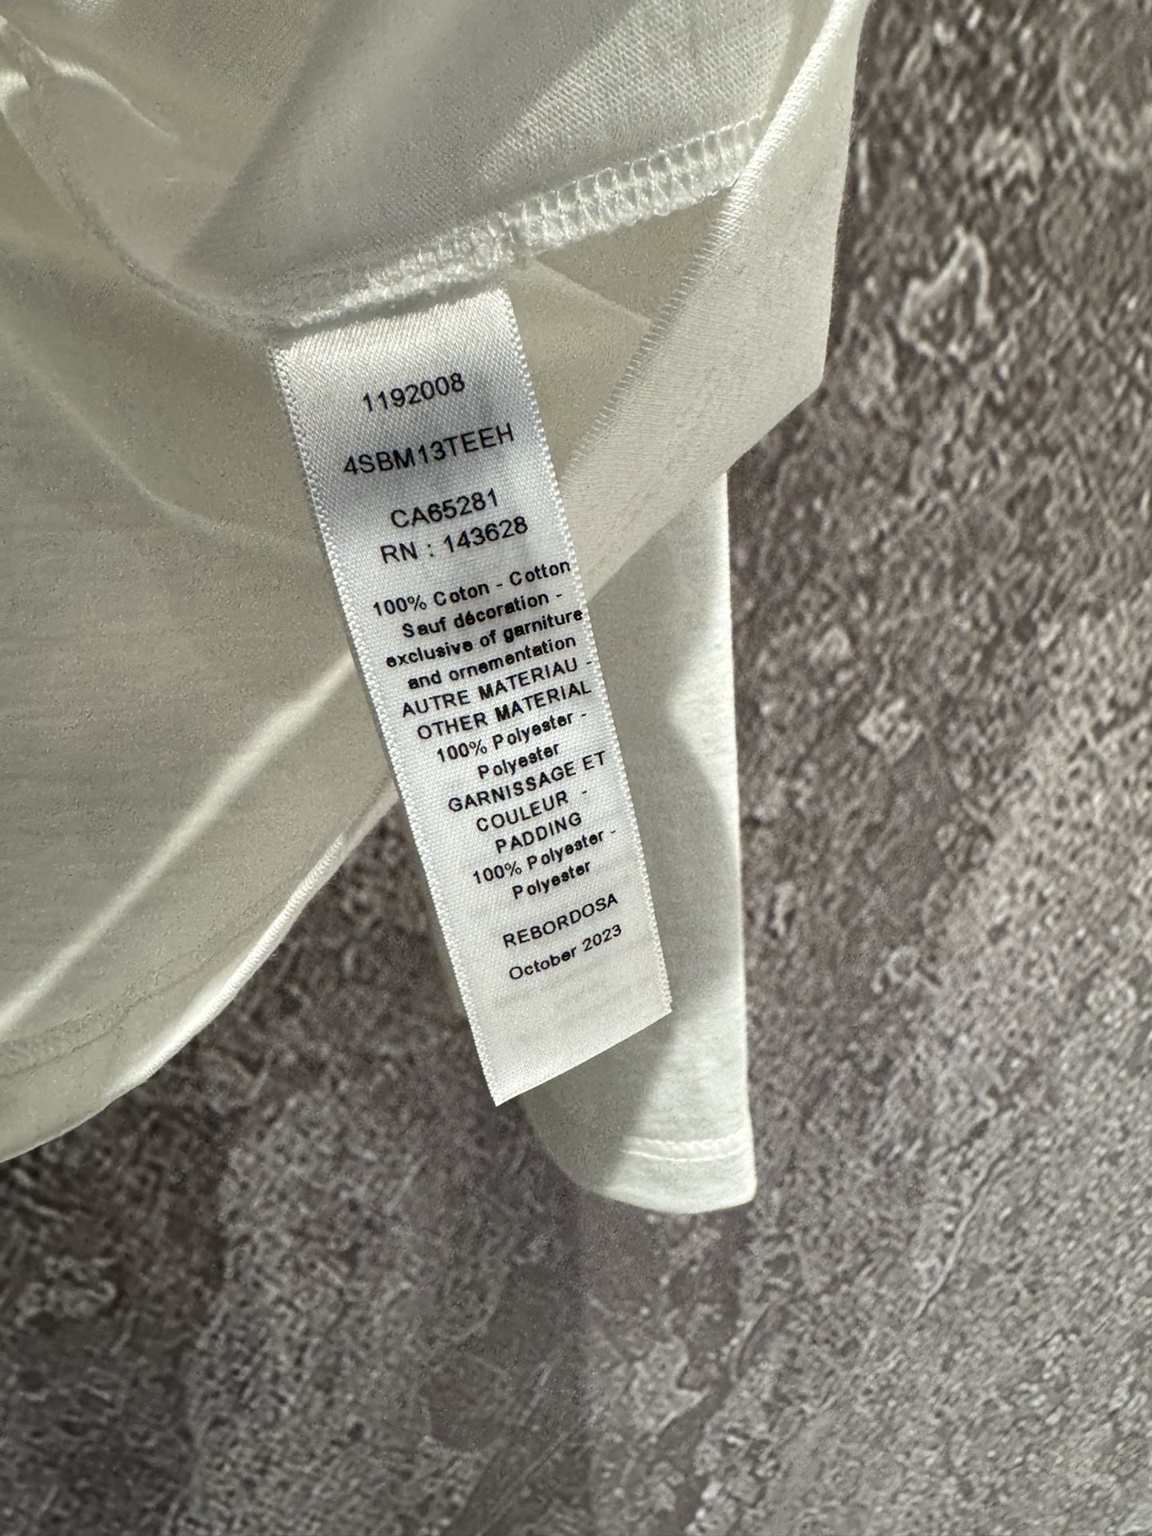 1192008
4SBM13TEEH
CA65281
RN : 143628
100% Coton - Cotton
Sauf décoration -
exclusive of garniture
and ornementation
AUTRE MATERIAU -
OTHER MATERIAL
100% Polyester -
Polyester
GARNISSAGE ET
COULEUR -
PADDING
100% Polyester -
Polyester
REBORDOSA
October 2023